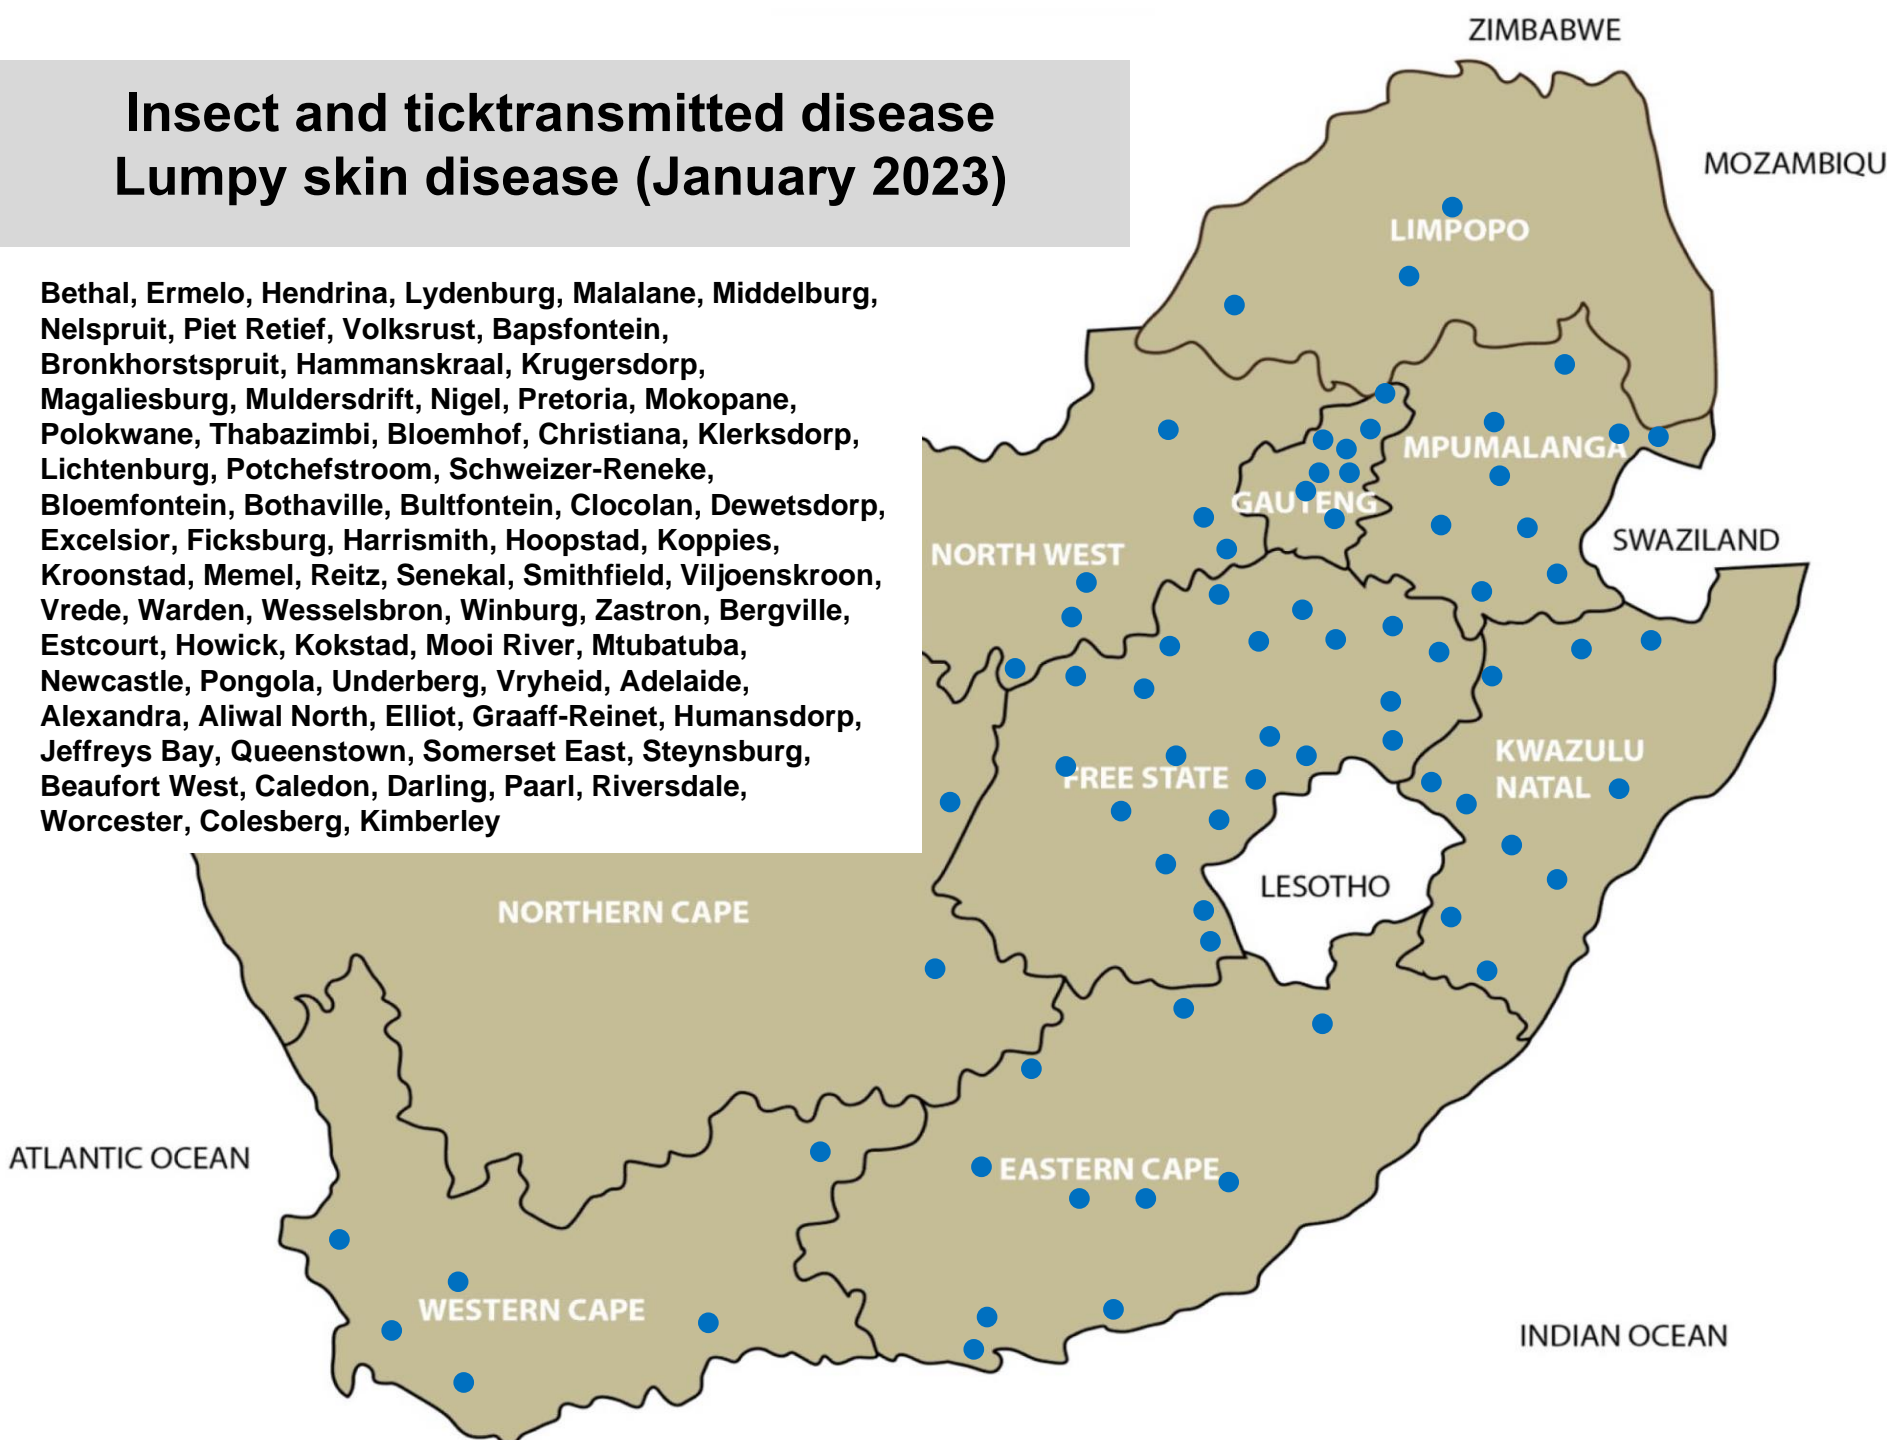 ZIMBABWE
Insect and ticktransmitted disease
Lumpy skin disease (January 2023)
MOZAMBIQU
LIMPOPO
Bethal, Ermelo, Hendrina, Lydenburg, Malalane, Middelburg,
Nelspruit, Piet Retief, Volksrust, Bapsfontein,
Bronkhorstspruit, Hammanskraal, Krugersdorp,
Magaliesburg, Muldersdrift, Nigel, Pretoria, Mokopane,
Polokwane, Thabazimbi, Bloemhof, Christiana, Klerksdorp,
Lichtenburg, Potchefstroom, Schweizer-Reneke,
Bloemfontein, Bothaville, Bultfontein, Clocolan, Dewetsdorp,
Excelsior, Ficksburg, Harrismith, Hoopstad, Koppies,
Kroonstad, Memel, Reitz, Senekal, Smithfield, Viljoenskroon,
Vrede, Warden, Wesselsbron, Winburg, Zastron, Bergville,
Estcourt, Howick, Kokstad, Mooi River, Mtubatuba,
Newcastle, Pongola, Underberg, Vryheid, Adelaide,
Alexandra, Aliwal North, Elliot, Graaff-Reinet, Humansdorp,
Jeffreys Bay, Queenstown, Somerset East, Steynsburg,
Beaufort West, Caledon, Darling, Paarl, Riversdale,
Worcester, Colesberg, Kimberley
MPUMALANGA
GAUTENG
NORTH WEST
SWAZILAND
KWAZULU
NATAL
FREE STATE
LESOTHO
NORTHERN CAPE
ATLANTIC OCEAN
EASTERN CAPE
WESTERN CAPE
INDIAN OCEAN